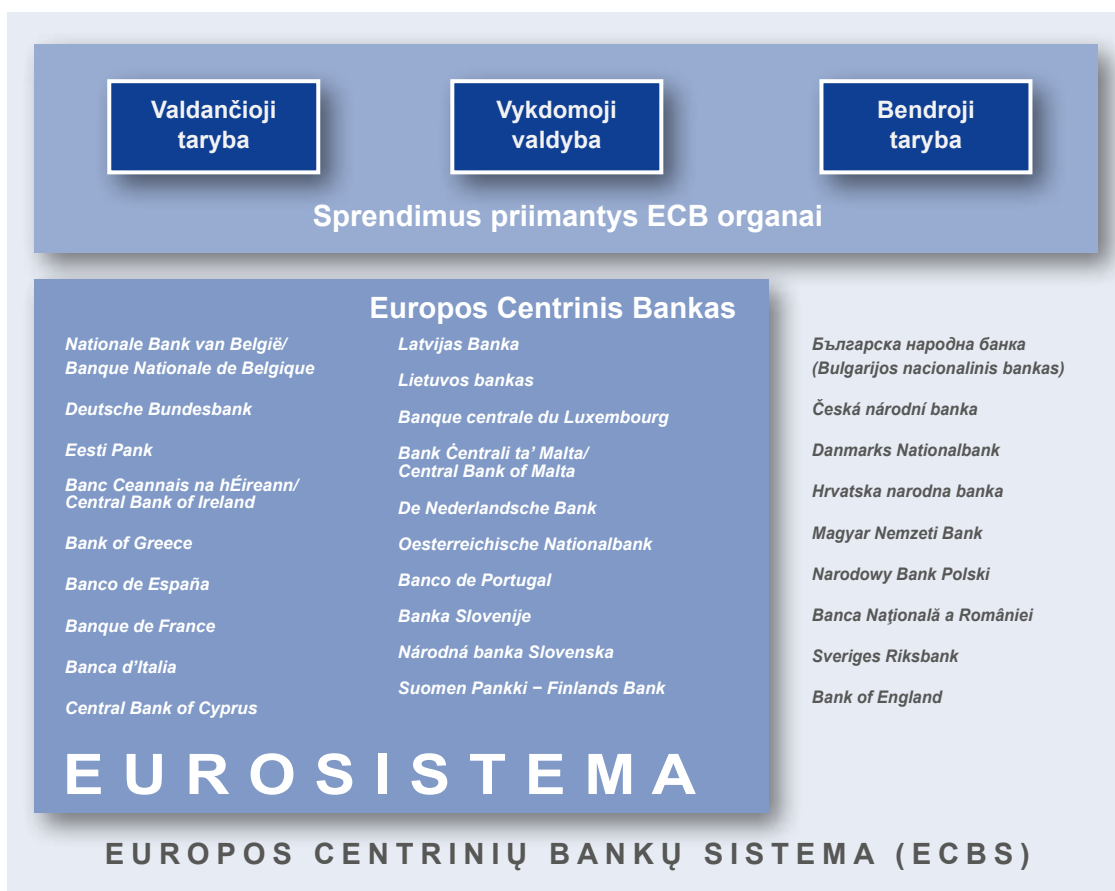 Valdančioji
taryba
Vykdomoji
valdyba
Bendroji
taryba
Sprendimus priimantys ECB organai
Europos Centrinis Bankas
Nationale Bank van België/
Banque Nationale de Belgique
Deutsche Bundesbank
Eesti Pank
Banc Ceannais na hÉireann/
Central Bank of Ireland
Bank of Greece
Banco de España
Banque de France
Banca d’Italia
Central Bank of Cyprus
Latvijas Banka
Lietuvos bankas
Banque centrale du Luxembourg
Bank Ċentrali ta’ Malta/
Central Bank of Malta
De Nederlandsche Bank
Oesterreichische Nationalbank
Banco de Portugal
Banka Slovenije
Národná banka Slovenska
Suomen Pankki − Finlands Bank
EUROSISTEMA
Българска народна банка
(Bulgarijos nacionalinis bankas)
Česká národní banka
Danmarks Nationalbank
Hrvatska narodna banka
Magyar Nemzeti Bank
Narodowy Bank Polski
Banca Naţională a României
Sveriges Riksbank
Bank of England
EUROPOS CENTRINIŲ BANKŲ SISTEMA (ECBS)